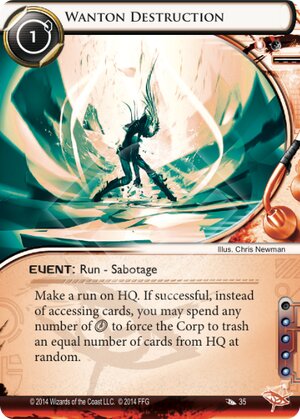 1
WANTON DESTRUCTION
Illus. Chris Newman
EVENT: Run - Sabotage
Make a run on HQ. If successful, instead
of accessing cards, you may spend any
number of to force the Corp to trash
an equal number of cards from HQ at
random.
© 2014 Wizards of the Coast LLC. © 2014 FFG
35